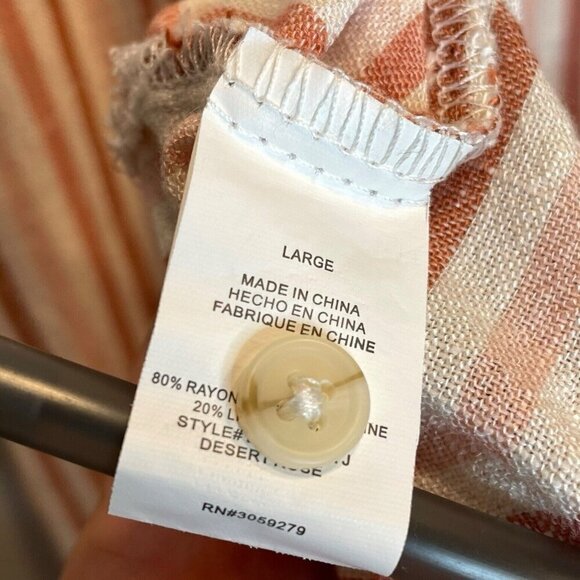 LARGE
MADE IN CHINA
HECHO EN CHINA
FABRIQUE EN CHINE
80% RAYON
20%
STYLE#
DESERT ROSE
RN#3059279